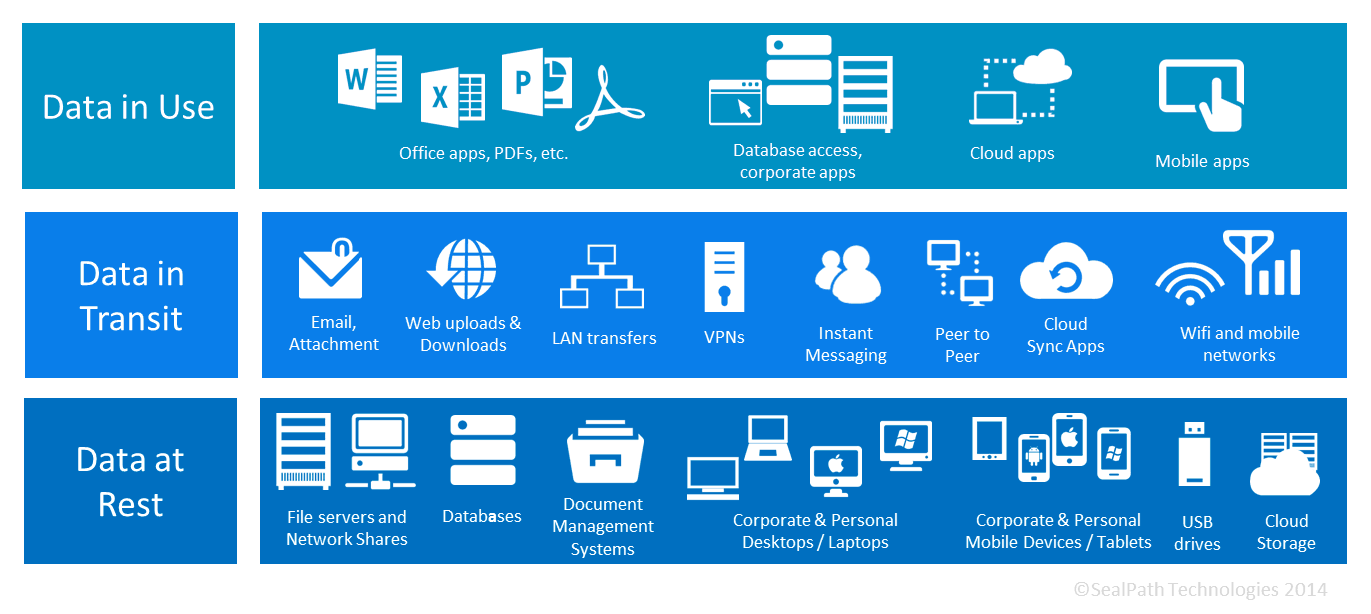 Data in Use
W
X
P
Office apps, PDFs, etc.
Database access,
corporate apps
Cloud apps
Mobile apps
Data in
Transit
Email,
Attachment
Web uploads &
Downloads
LAN transfers
VPNs
Instant
Messaging
Peer to
Peer
Cloud
Sync Apps
Wifi and mobile
networks
Data at
Rest
File servers and
Network Shares
Databases
Document
Management
Systems
Corporate & Personal
Desktops / Laptops
Corporate & Personal
Mobile Devices / Tablets
USB
drives
Cloud
Storage
©SealPath Technologies 2014